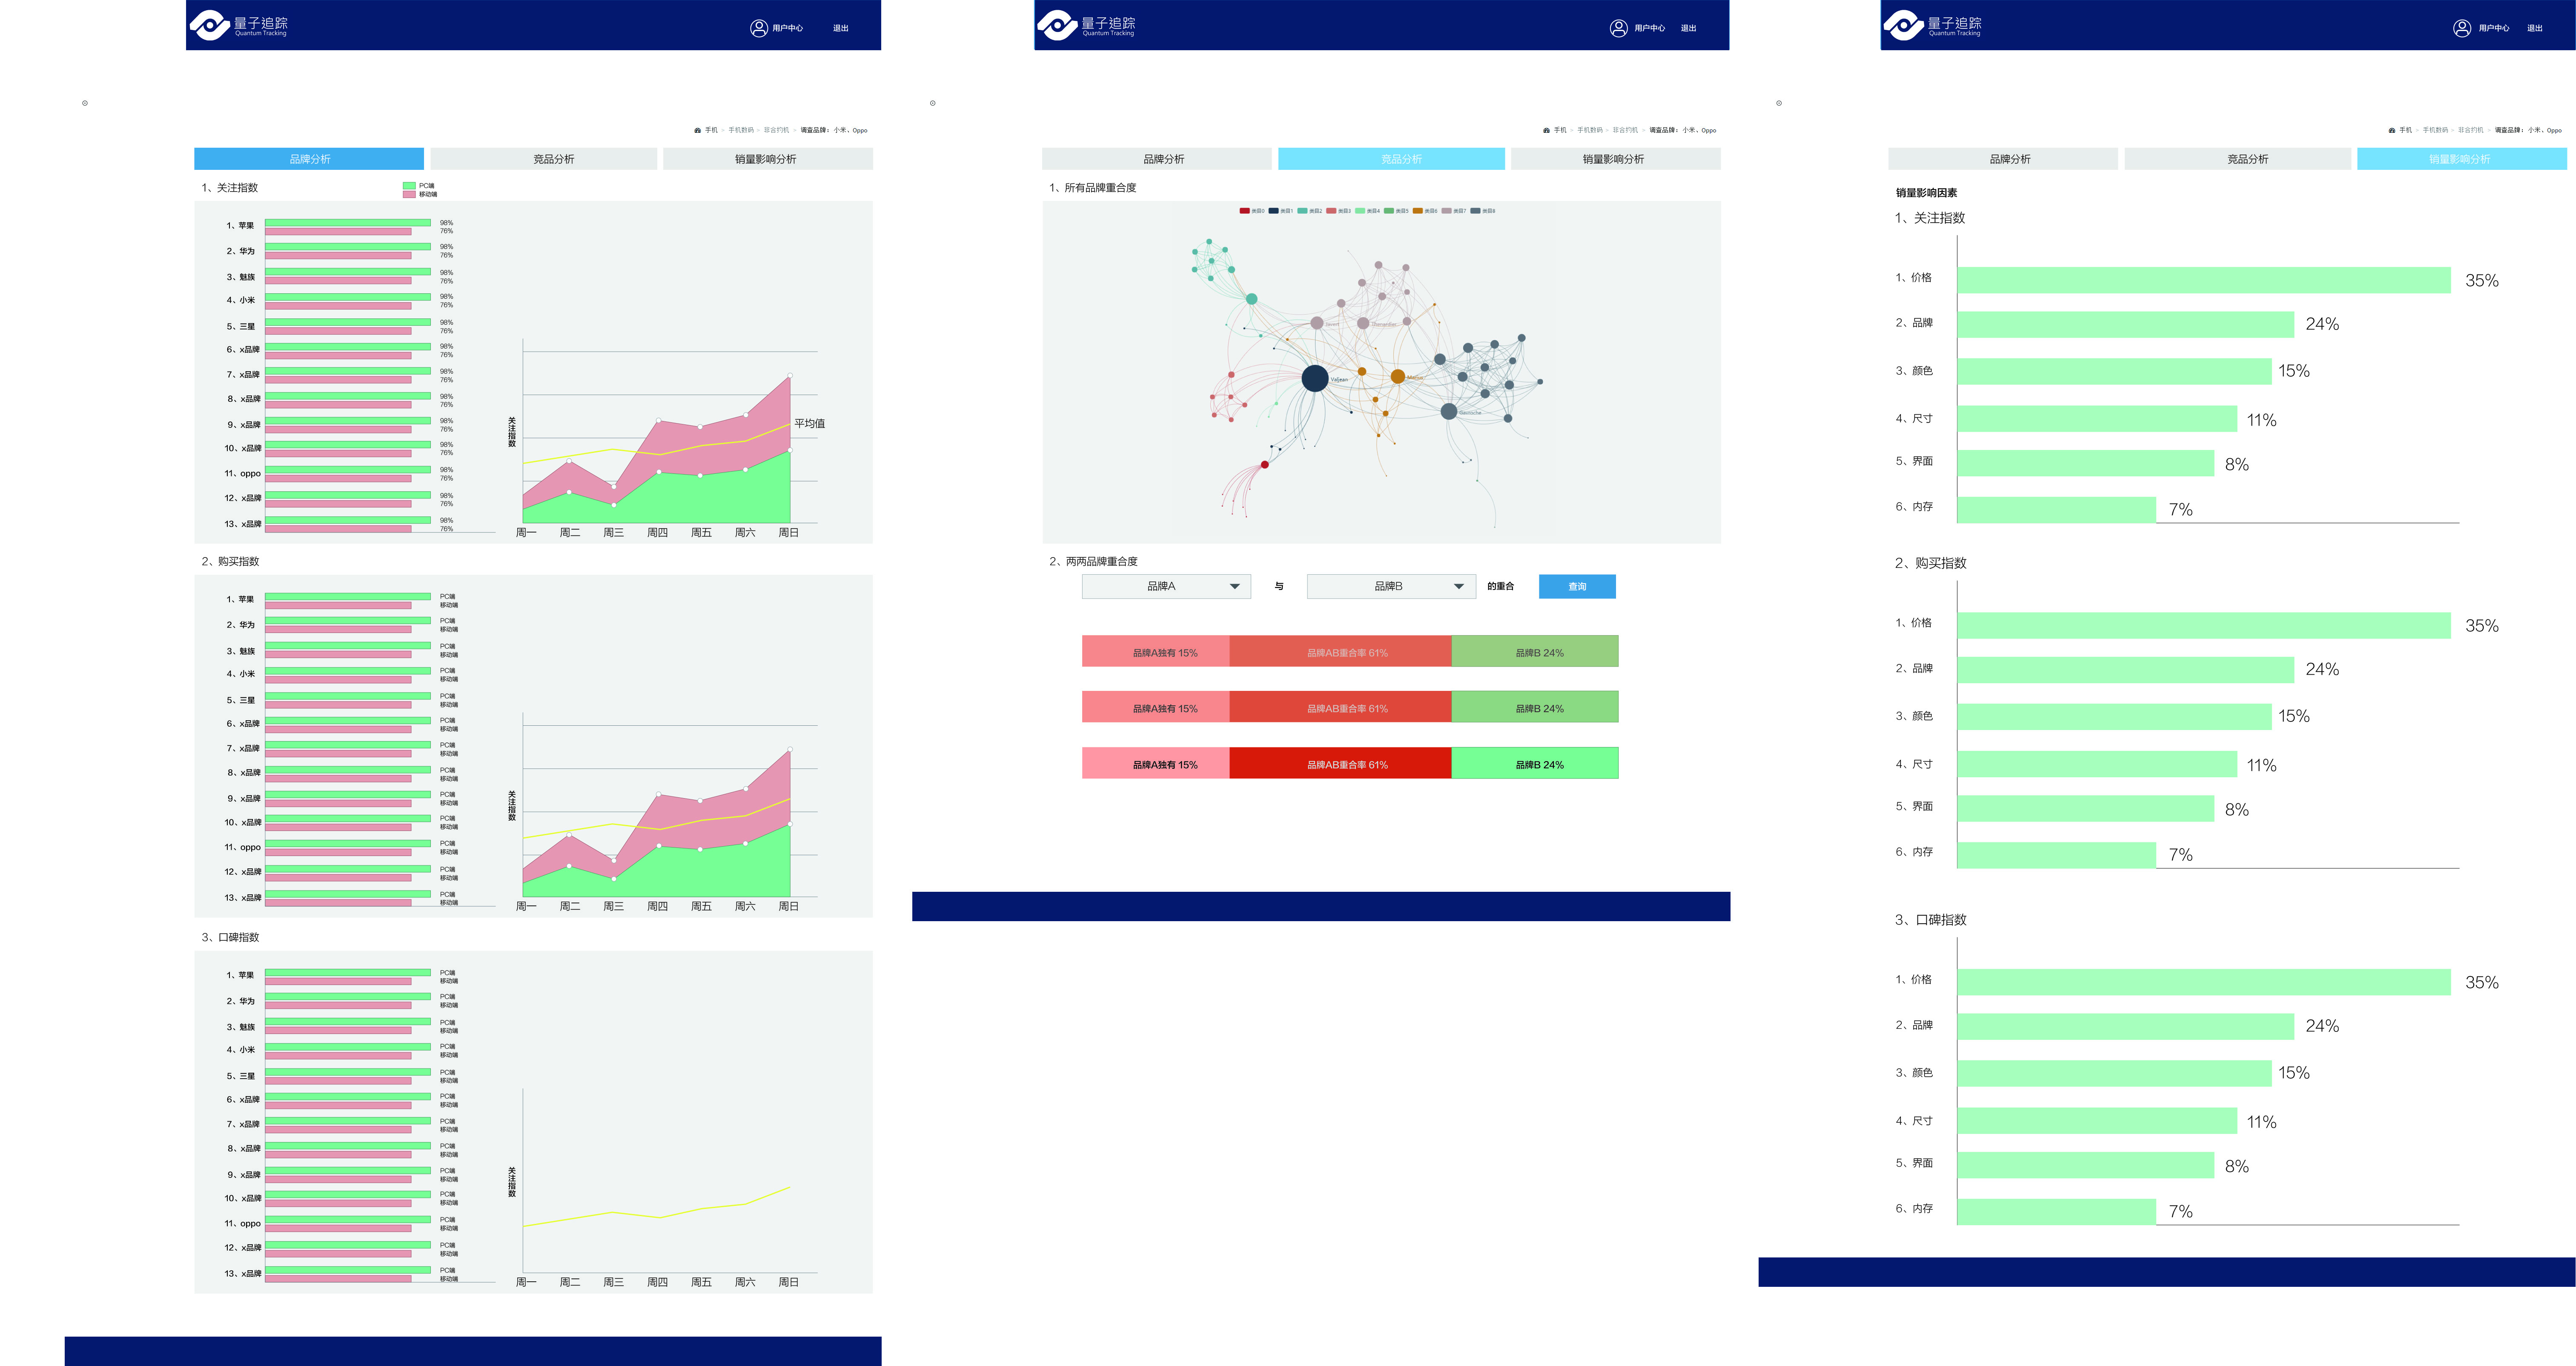 量子追踪
Quantum Tracking
用户中心 退出
手机 > 手机数码 > 非合约机 > 调查品牌：小米、Oppo
品牌分析 竞品分析 销量影响分析
1、关注指数
PC端
移动端
1、苹果 98% 76%
2、华为 98% 76%
3、魅族 98% 76%
4、小米 98% 76%
5、三星 98% 76%
6、x品牌 98% 76%
7、x品牌 98% 76%
8、x品牌 98% 76%
9、x品牌 98% 76%
10、x品牌 98% 76%
11、oppo 98% 76%
12、x品牌 98% 76%
13、x品牌 98% 76%
关注指数
平均值
周一 周二 周三 周四 周五 周六 周日
2、购买指数
1、苹果 PC端 移动端
2、华为 PC端 移动端
3、魅族 PC端 移动端
4、小米 PC端 移动端
5、三星 PC端 移动端
6、x品牌 PC端 移动端
7、x品牌 PC端 移动端
8、x品牌 PC端 移动端
9、x品牌 PC端 移动端
10、x品牌 PC端 移动端
11、oppo PC端 移动端
12、x品牌 PC端 移动端
13、x品牌 PC端 移动端
关注指数
周一 周二 周三 周四 周五 周六 周日
3、口碑指数
1、苹果 PC端 移动端
2、华为 PC端 移动端
3、魅族 PC端 移动端
4、小米 PC端 移动端
5、三星 PC端 移动端
6、x品牌 PC端 移动端
7、x品牌 PC端 移动端
8、x品牌 PC端 移动端
9、x品牌 PC端 移动端
10、x品牌 PC端 移动端
11、oppo PC端 移动端
12、x品牌 PC端 移动端
13、x品牌 PC端 移动端
关注指数
周一 周二 周三 周四 周五 周六 周日
量子追踪
Quantum Tracking
用户中心 退出
手机 > 手机数码 > 非合约机 > 调查品牌：小米、Oppo
品牌分析 竞品分析 销量影响分析
1、所有品牌重合度
类目0 类目1 类目2 类目3 类目4 类目5 类目6 类目7 类目8
Valjean
2、两两品牌重合度
品牌A 与 品牌B 的重合 查询
品牌A独有 15% 品牌AB重合率 61% 品牌B 24%
品牌A独有 15% 品牌AB重合率 61% 品牌B 24%
品牌A独有 15% 品牌AB重合率 61% 品牌B 24%
量子追踪
Quantum Tracking
用户中心 退出
手机 > 手机数码 > 非合约机 > 调查品牌：小米、Oppo
品牌分析 竞品分析 销量影响分析
销量影响因素
1、关注指数
1、价格 35%
2、品牌 24%
3、颜色 15%
4、尺寸 11%
5、界面 8%
6、内存 7%
2、购买指数
1、价格 35%
2、品牌 24%
3、颜色 15%
4、尺寸 11%
5、界面 8%
6、内存 7%
3、口碑指数
1、价格 35%
2、品牌 24%
3、颜色 15%
4、尺寸 11%
5、界面 8%
6、内存 7%